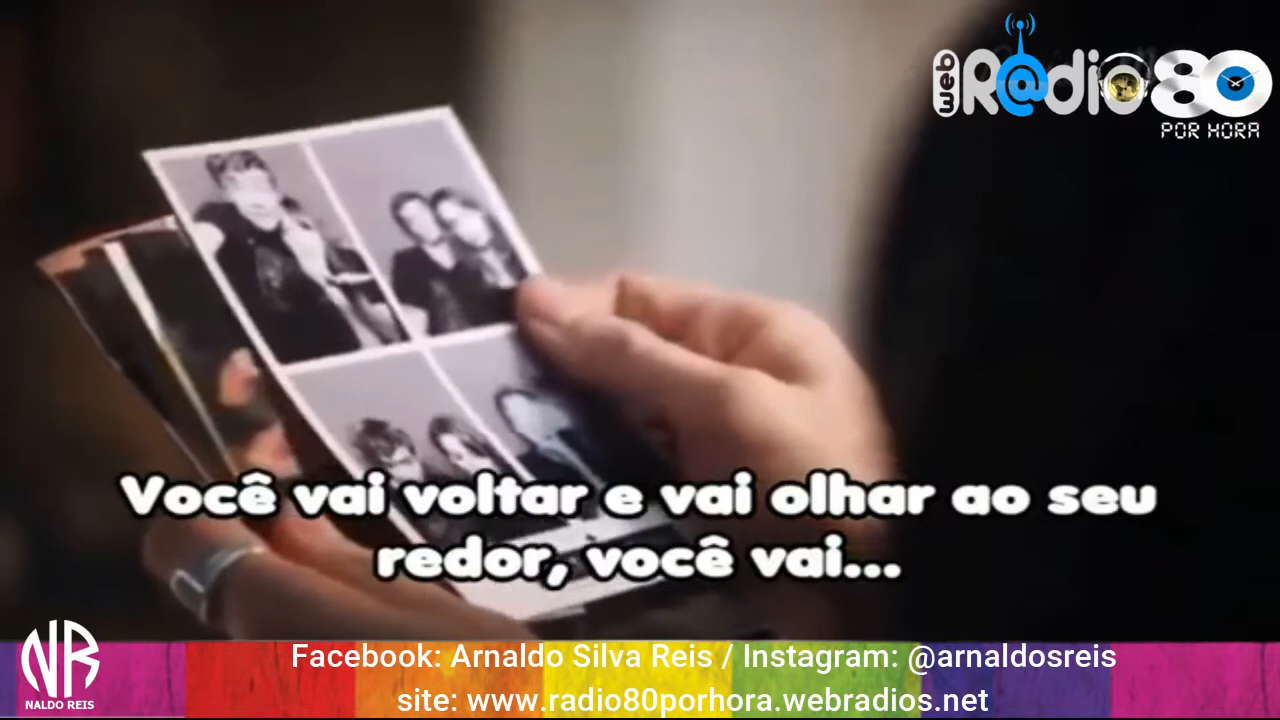 web Rádio 80
POR HORA
Você vai voltar e vai olhar ao seu
redor, você vai...
NR
NALDO REIS
Facebook: Arnaldo Silva Reis / Instagram: @arnaldosreis
site: www.radio80porhora.webradios.net